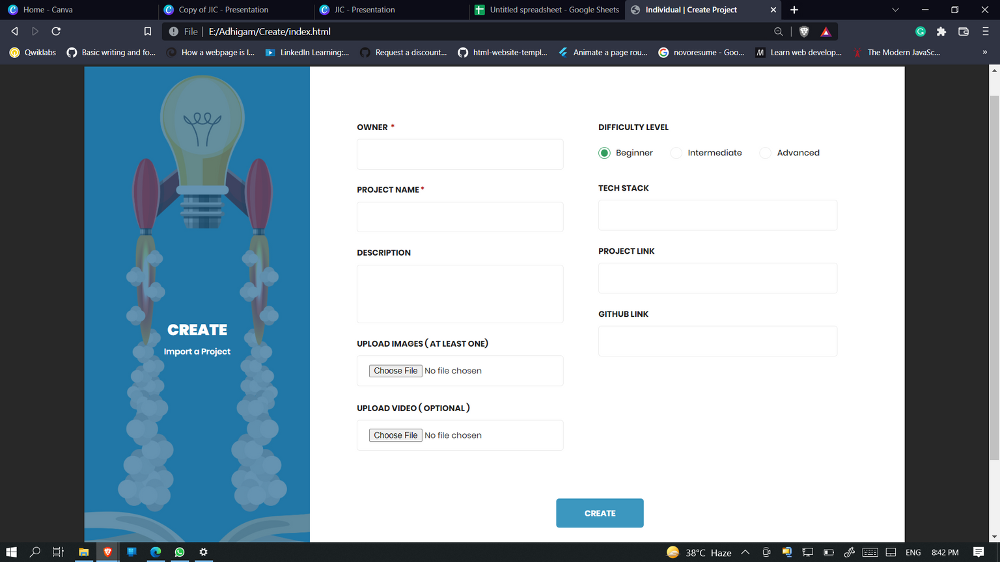 Home - Canva
Copy of JIC - Presentation
JIC - Presentation
Untitled spreadsheet - Google Sheets
Individual | Create Project
File | E:/Adhigam/Create/index.html
Qwiklabs
Basic writing and fo...
How a webpage is l...
LinkedIn Learning:...
Request a discount...
html-website-templ...
Animate a page rou...
novoresume - Goo...
Learn web develop...
The Modern JavaSc...
»
OWNER *
PROJECT NAME *
DESCRIPTION
UPLOAD IMAGES ( AT LEAST ONE)
Choose File No file chosen
UPLOAD VIDEO ( OPTIONAL )
Choose File No file chosen
DIFFICULTY LEVEL
Beginner
Intermediate
Advanced
TECH STACK
PROJECT LINK
GITHUB LINK
CREATE
Import a Project
CREATE
38°C Haze
ENG
8:42 PM